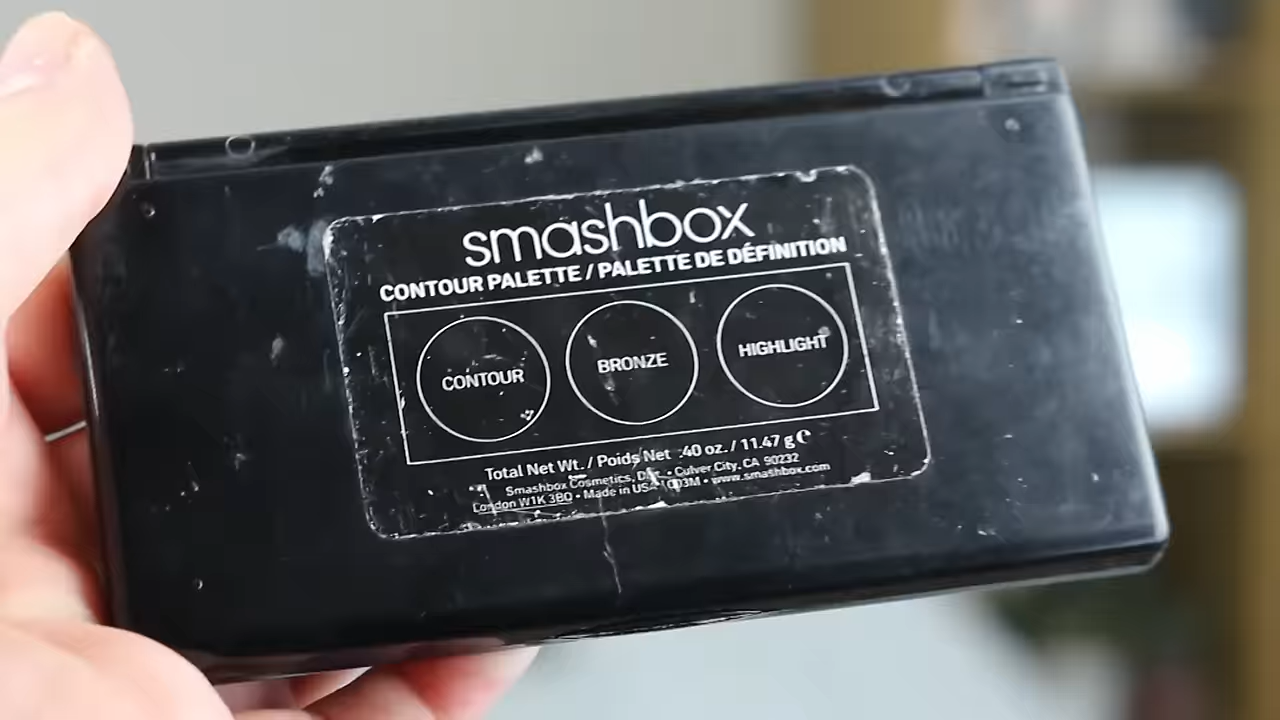 smashbox
CONTOUR PALETTE / PALETTE DE DÉFINITION
CONTOUR
BRONZE
HIGHLIGHT
Total Net Wt. / Poids Net .40 oz. / 11.47 g ℮
Smashbox Cosmetics, • Culver City, CA 90232
London W1K 3BQ • Made in USA • www.smashbox.com